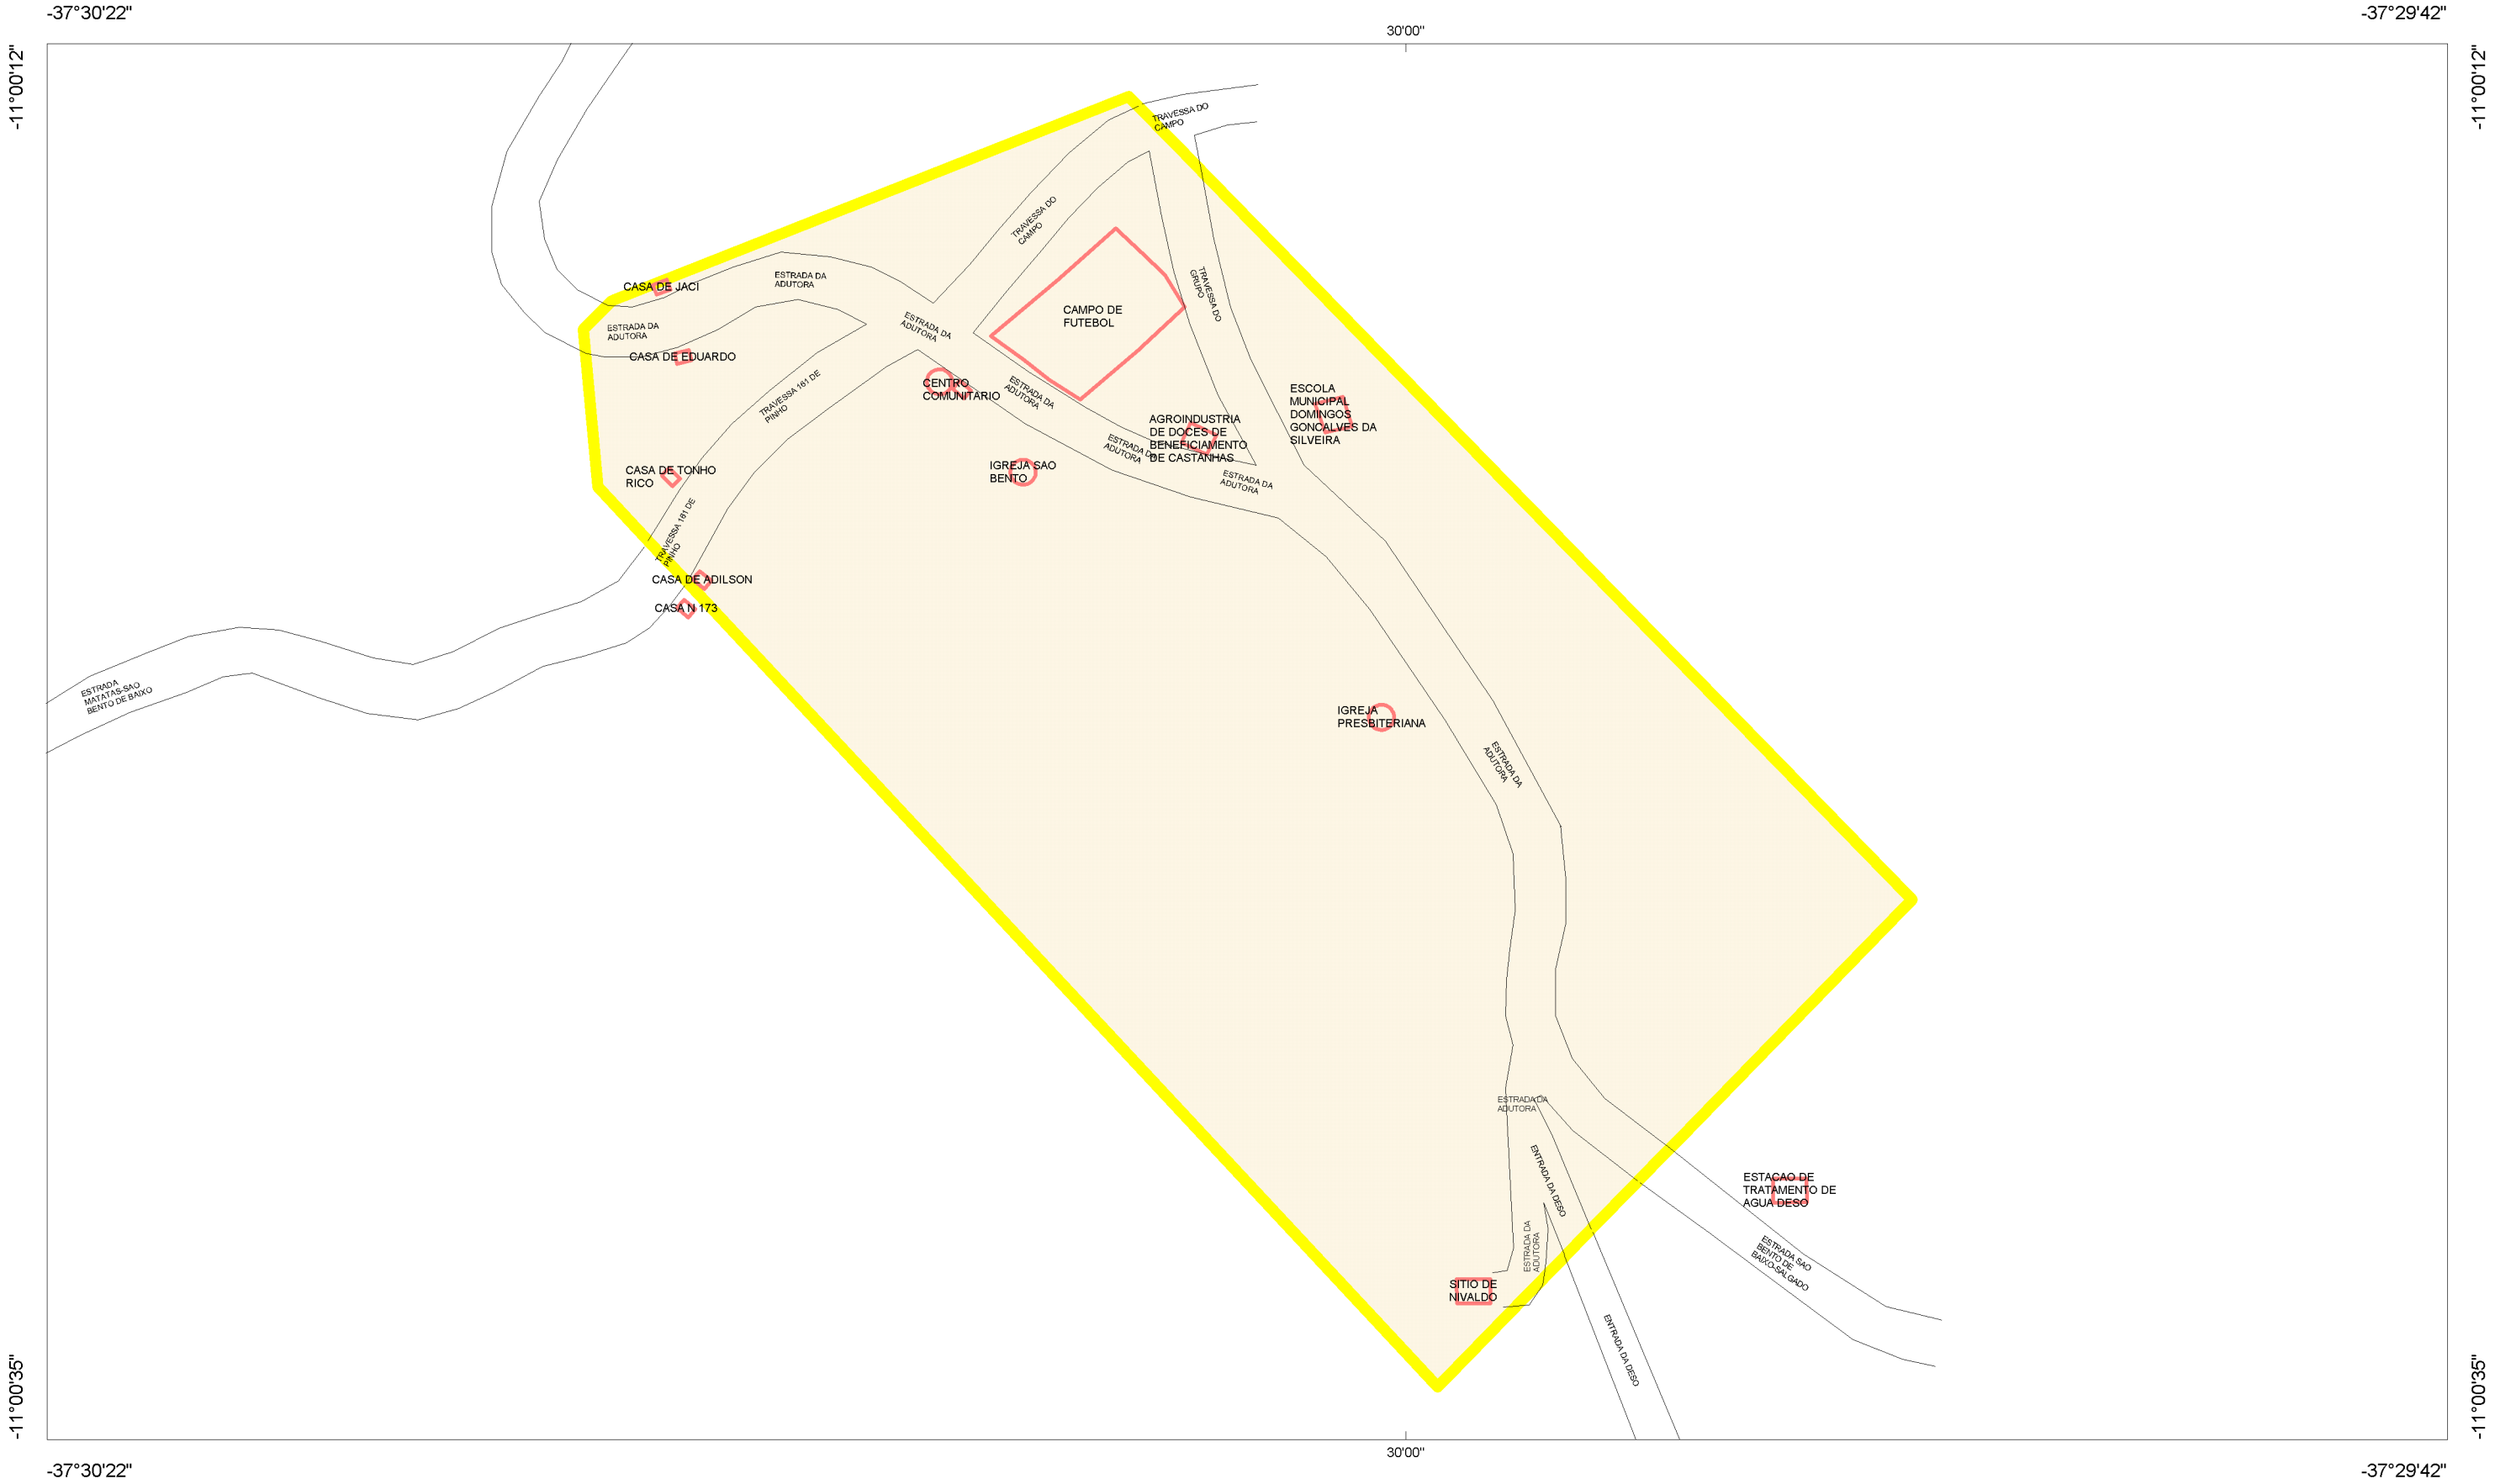 -37°30'22"
-37°29'42"
30'00"
-11°00'12"
-11°00'12"
TRAVESSA DO
CAMPO
TRAVESSA DO
CAMPO
CASA DE JACI
ESTRADA DA
ADUTORA
TRAVESSA DO
GRUPO
CAMPO DE
FUTEBOL
ESTRADA DA
ADUTORA
ESTRADA DA
ADUTORA
CASA DE EDUARDO
CENTRO
COMUNITARIO
ESTRADA DA
ADUTORA
TRAVESSA 161 DE
PINHO
ESCOLA
MUNICIPAL
DOMINGOS
GONCALVES DA
SILVEIRA
AGROINDUSTRIA
DE DOCES DE
BENEFICIAMENTO
DE CASTANHAS
ESTRADA DA
ADUTORA
IGREJA SAO
BENTO
CASA DE TONHO
RICO
ESTRADA DA
ADUTORA
TRAVESSA 161 DE
PINHO
CASA DE ADILSON
CASA N 173
ESTRADA
MATATAS-SAO
BENTO DE BAIXO
IGREJA
PRESBITERIANA
ESTRADA DA
ADUTORA
ESTRADA DA
ADUTORA
ENTRADA DA DESO
ESTACAO DE
TRATAMENTO DE
AGUA DESO
ESTRADA DA
ADUTORA
ESTRADA SAO
BENTO DE
BAIXO-SALGADO
SITIO DE
NIVALDO
ENTRADA DA DESO
-11°00'35"
-11°00'35"
30'00"
-37°30'22"
-37°29'42"